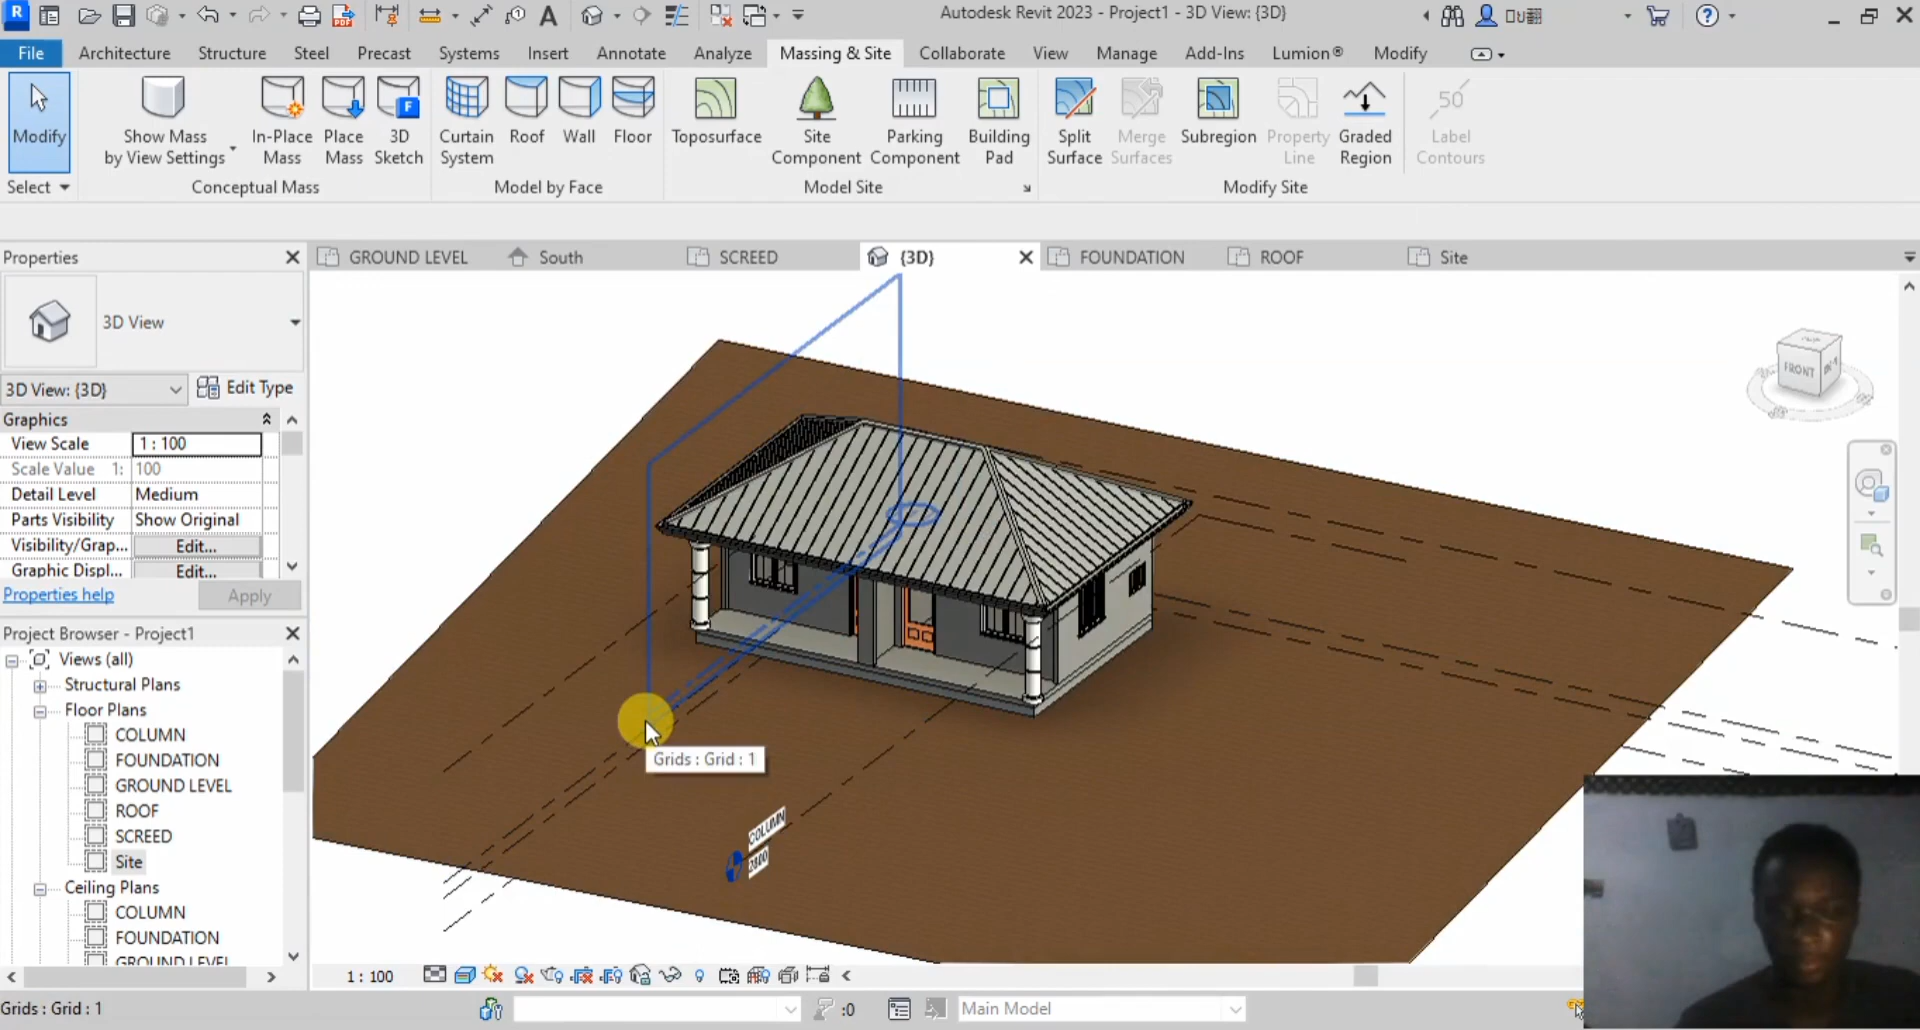 R
Autodesk Revit 2023 - Project1 - 3D View: {3D}
File Architecture Structure Steel Precast Systems Insert Annotate Analyze Massing & Site Collaborate View Manage Add-Ins Lumion® Modify
Modify
Show Mass
by View Settings
In-Place
Mass
Place
Mass
3D
Sketch
Curtain
System
Roof
Wall
Floor
Toposurface
Site
Component
Parking
Component
Building
Pad
Split
Surface
Merge
Surfaces
Subregion
Property
Line
Graded
Region
50
Label
Contours
Select
Conceptual Mass
Model by Face
Model Site
Modify Site
Properties
GROUND LEVEL South SCREED {3D} FOUNDATION ROOF Site
3D View
3D View: {3D} Edit Type
Graphics
View Scale 1 : 100
Scale Value 1: 100
Detail Level Medium
Parts Visibility Show Original
Visibility/Grap... Edit...
Graphic Displ... Edit...
Properties help Apply
Project Browser - Project1
Views (all)
Structural Plans
Floor Plans
COLUMN
FOUNDATION
GROUND LEVEL
ROOF
SCREED
Site
Ceiling Plans
COLUMN
FOUNDATION
GROUND LEVEL
FRONT
Grids : Grid : 1
COLUMN
2800
1 : 100
Grids : Grid : 1
:0
Main Model